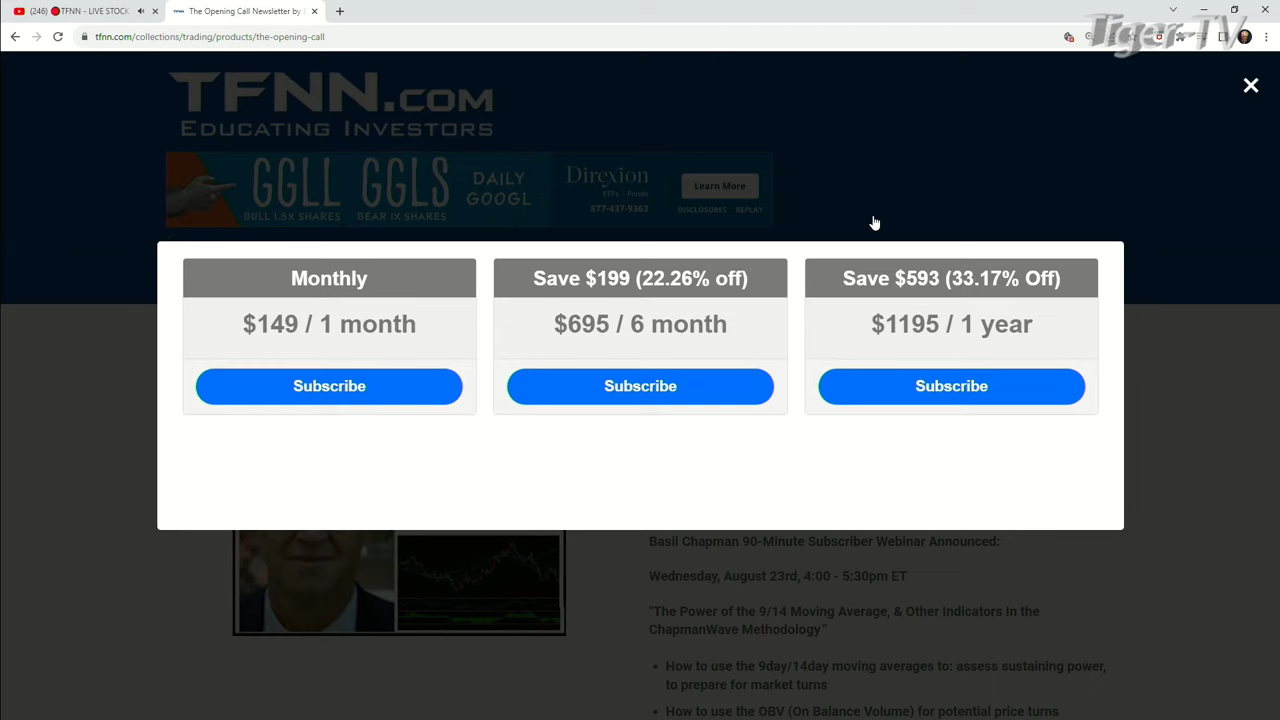 (246) 🔴TFNN - LIVE STOCK
The Opening Call Newsletter by
tfnn.com/collections/trading/products/the-opening-call
Tiger-TV
TFNN.com
Educating Investors
GGLL GGLS
BULL 1.5X SHARES BEAR 1X SHARES
DAILY
GOOGL
Direxion
ETFs Funds
877-437-9363
Learn More
DISCLOSURES REPLAY
Monthly
$149 / 1 month
Subscribe
Save $199 (22.26% off)
$695 / 6 month
Subscribe
Save $593 (33.17% Off)
$1195 / 1 year
Subscribe
Basil Chapman 90-Minute Subscriber Webinar Announced:
Wednesday, August 23rd, 4:00 - 5:30pm ET
"The Power of the 9/14 Moving Average, & Other Indicators In the
ChapmanWave Methodology"
• How to use the 9day/14day moving averages to: assess sustaining power,
to prepare for market turns
• How to use the OBV (On Balance Volume) for potential price turns